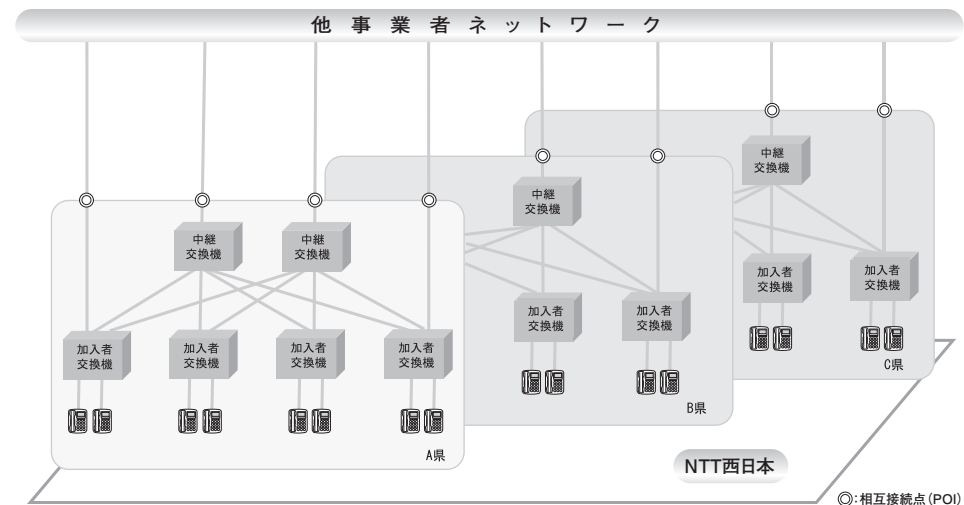 他事業者ネットワーク
中継
交換機
中継
交換機
加入者
交換機
加入者
交換機
加入者
交換機
加入者
交換機
A県
中継
交換機
加入者
交換機
加入者
交換機
B県
中継
交換機
加入者
交換機
加入者
交換機
C県
NTT西日本
◎:相互接続点(POI)